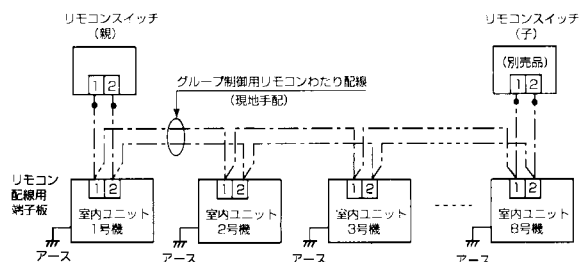 リモコンスイッチ
(親)
リモコンスイッチ
(子)
(別売品)
1 2
1 2
グループ制御用リモコンわたり配線
(現地手配)
リモコン
配線用
端子板
1 2
1 2
1 2
1 2
室内ユニット
1号機
室内ユニット
2号機
室内ユニット
3号機
室内ユニット
8号機
アース
アース
アース
アース